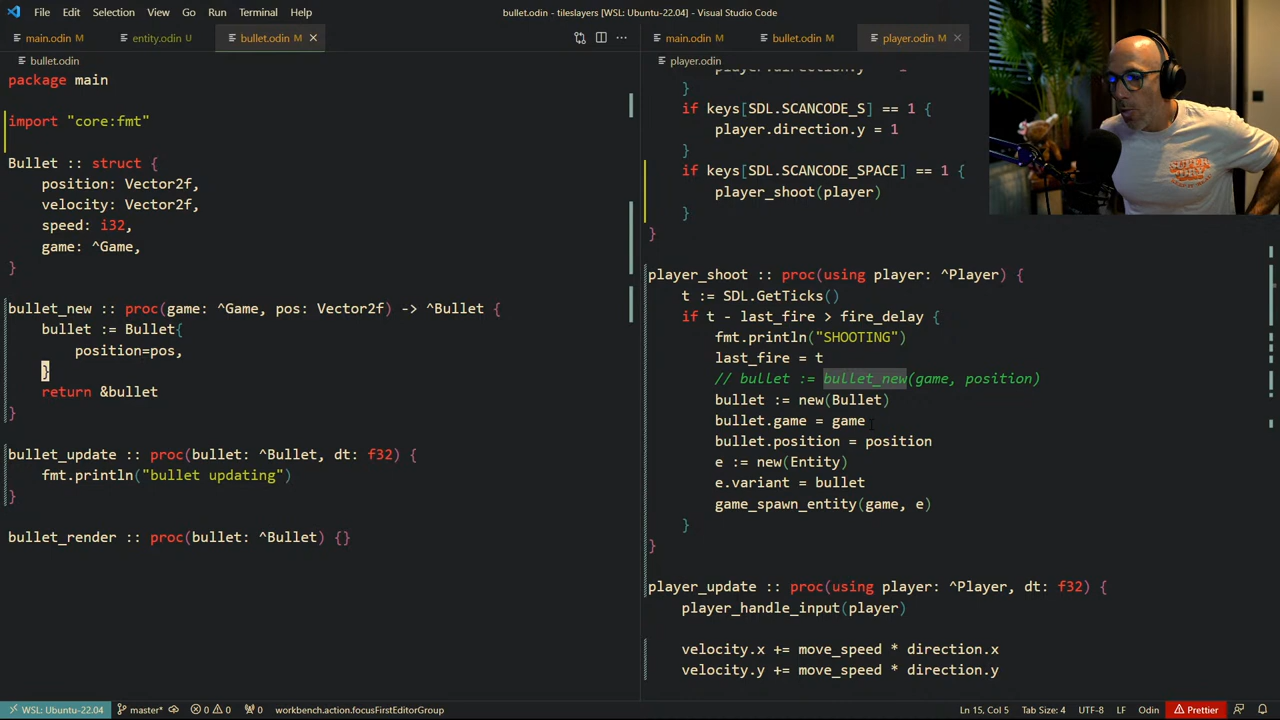 File Edit Selection View Go Run Terminal Help
bullet.odin - tileslayers [WSL: Ubuntu-22.04] - Visual Studio Code
main.odin M entity.odin U bullet.odin M
bullet.odin
package main
import "core:fmt"
Bullet :: struct {
position: Vector2f,
velocity: Vector2f,
speed: i32,
game: ^Game,
}
bullet_new :: proc(game: ^Game, pos: Vector2f) -> ^Bullet {
bullet := Bullet{
position=pos,
}
return &bullet
}
bullet_update :: proc(bullet: ^Bullet, dt: f32) {
fmt.println("bullet updating")
}
bullet_render :: proc(bullet: ^Bullet) {}
main.odin M bullet.odin M player.odin M
player.odin
}
if keys[SDL.SCANCODE_S] == 1 {
player.direction.y = 1
}
if keys[SDL.SCANCODE_SPACE] == 1 {
player_shoot(player)
}
}
player_shoot :: proc(using player: ^Player) {
t := SDL.GetTicks()
if t - last_fire > fire_delay {
fmt.println("SHOOTING")
last_fire = t
// bullet := bullet_new(game, position)
bullet := new(Bullet)
bullet.game = game
bullet.position = position
e := new(Entity)
e.variant = bullet
game_spawn_entity(game, e)
}
}
player_update :: proc(using player: ^Player, dt: f32) {
player_handle_input(player)
velocity.x += move_speed * direction.x
velocity.y += move_speed * direction.y
WSL: Ubuntu-22.04 master* 0 0 0 workbench.action.focusFirstEditorGroup
Ln 15, Col 5 Tab Size: 4 UTF-8 LF Odin Prettier